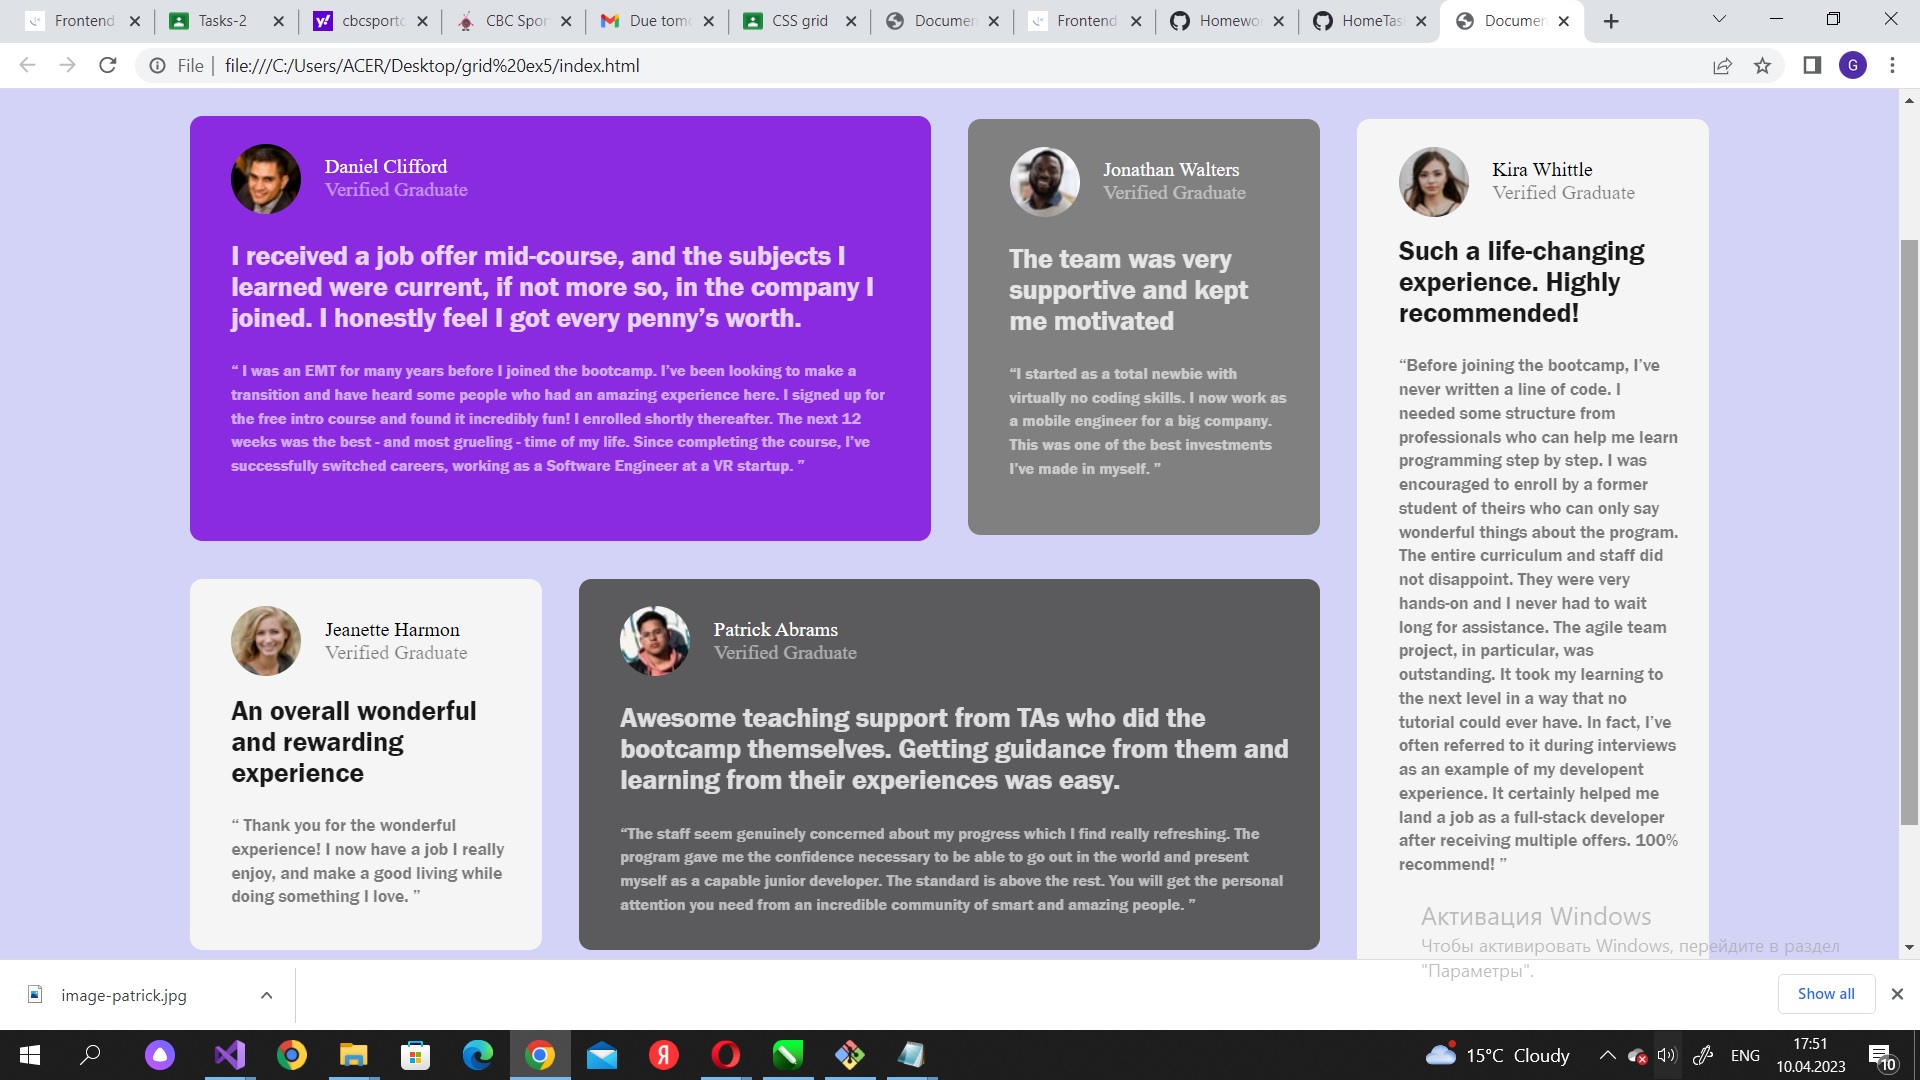 Frontend
Tasks-2
cbcsporto
CBC Spor
Due tom
CSS grid
Documen
Frontend
Homewo
HomeTas
Documen
File
file:///C:/Users/ACER/Desktop/grid%20ex5/index.html
G
Daniel Clifford
Verified Graduate
I received a job offer mid-course, and the subjects I
learned were current, if not more so, in the company I
joined. I honestly feel I got every penny’s worth.
“ I was an EMT for many years before I joined the bootcamp. I’ve been looking to make a
transition and have heard some people who had an amazing experience here. I signed up for
the free intro course and found it incredibly fun! I enrolled shortly thereafter. The next 12
weeks was the best - and most grueling - time of my life. Since completing the course, I’ve
successfully switched careers, working as a Software Engineer at a VR startup. ”
Jonathan Walters
Verified Graduate
The team was very
supportive and kept
me motivated
“I started as a total newbie with
virtually no coding skills. I now work as
a mobile engineer for a big company.
This was one of the best investments
I’ve made in myself. ”
Kira Whittle
Verified Graduate
Such a life-changing
experience. Highly
recommended!
“Before joining the bootcamp, I’ve
never written a line of code. I
needed some structure from
professionals who can help me learn
programming step by step. I was
encouraged to enroll by a former
student of theirs who can only say
wonderful things about the program.
The entire curriculum and staff did
not disappoint. They were very
hands-on and I never had to wait
long for assistance. The agile team
project, in particular, was
outstanding. It took my learning to
the next level in a way that no
tutorial could ever have. In fact, I’ve
often referred to it during interviews
as an example of my developent
experience. It certainly helped me
land a job as a full-stack developer
after receiving multiple offers. 100%
recommend! ”
Jeanette Harmon
Verified Graduate
An overall wonderful
and rewarding
experience
“ Thank you for the wonderful
experience! I now have a job I really
enjoy, and make a good living while
doing something I love. ”
Patrick Abrams
Verified Graduate
Awesome teaching support from TAs who did the
bootcamp themselves. Getting guidance from them and
learning from their experiences was easy.
“The staff seem genuinely concerned about my progress which I find really refreshing. The
program gave me the confidence necessary to be able to go out in the world and present
myself as a capable junior developer. The standard is above the rest. You will get the personal
attention you need from an incredible community of smart and amazing people. ”
Активация Windows
Чтобы активировать Windows, перейдите в раздел
"Параметры".
image-patrick.jpg
Show all
15°C Cloudy
ENG
17:51
10.04.2023
10